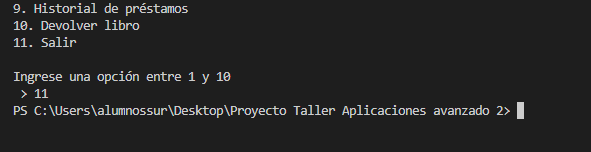 9. Historial de préstamos
10. Devolver libro
11. Salir
Ingrese una opción entre 1 y 10
> 11
PS C:\Users\alumnossur\Desktop\Proyecto Taller Aplicaciones avanzado 2>